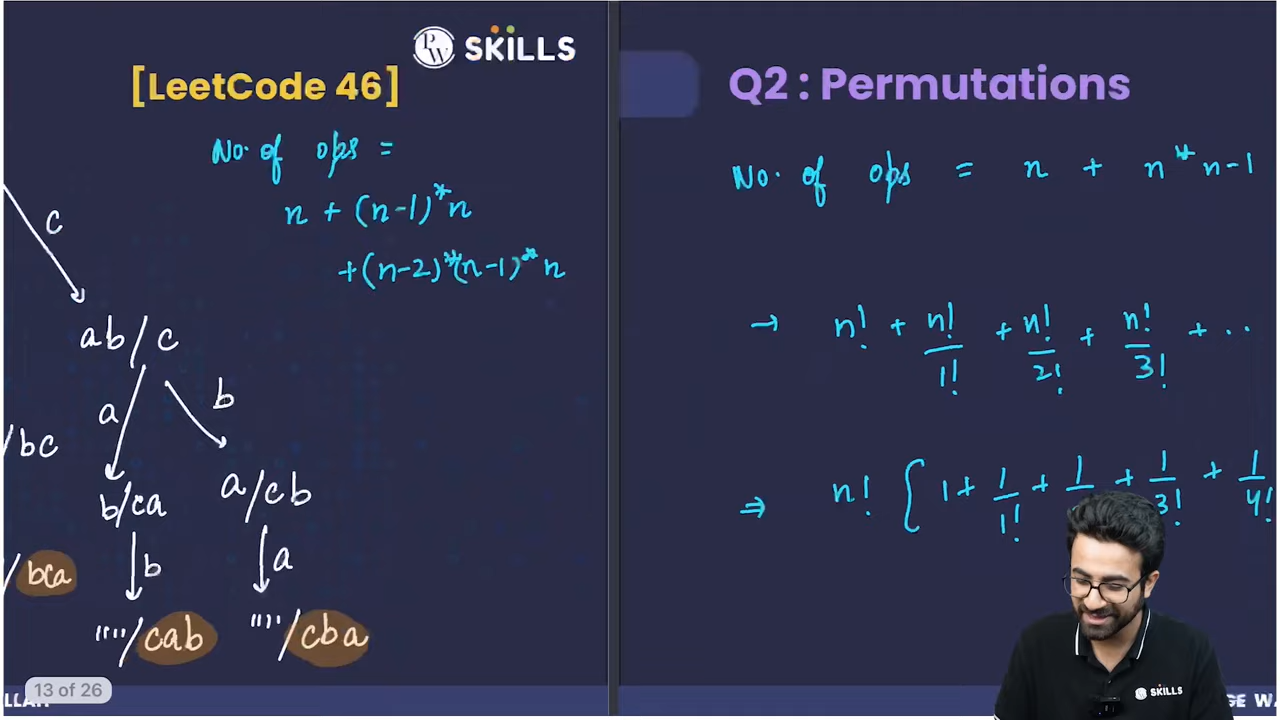 PW SKILLS
[LeetCode 46]
No. of ops =
n + (n-1)* n
+ (n-2)*(n-1)* n
c
ab/c
a
b
/bc
b/ca
a/cb
b
a
/bca
""/cab
""/cba
13 of 26
Q2 : Permutations
No. of ops = n + n * n-1
→ n! + n!/1! + n!/2! + n!/3! + ..
⇒ n! { 1 + 1/1! + 1/ + 1/3! + 1/4!
SKILLS